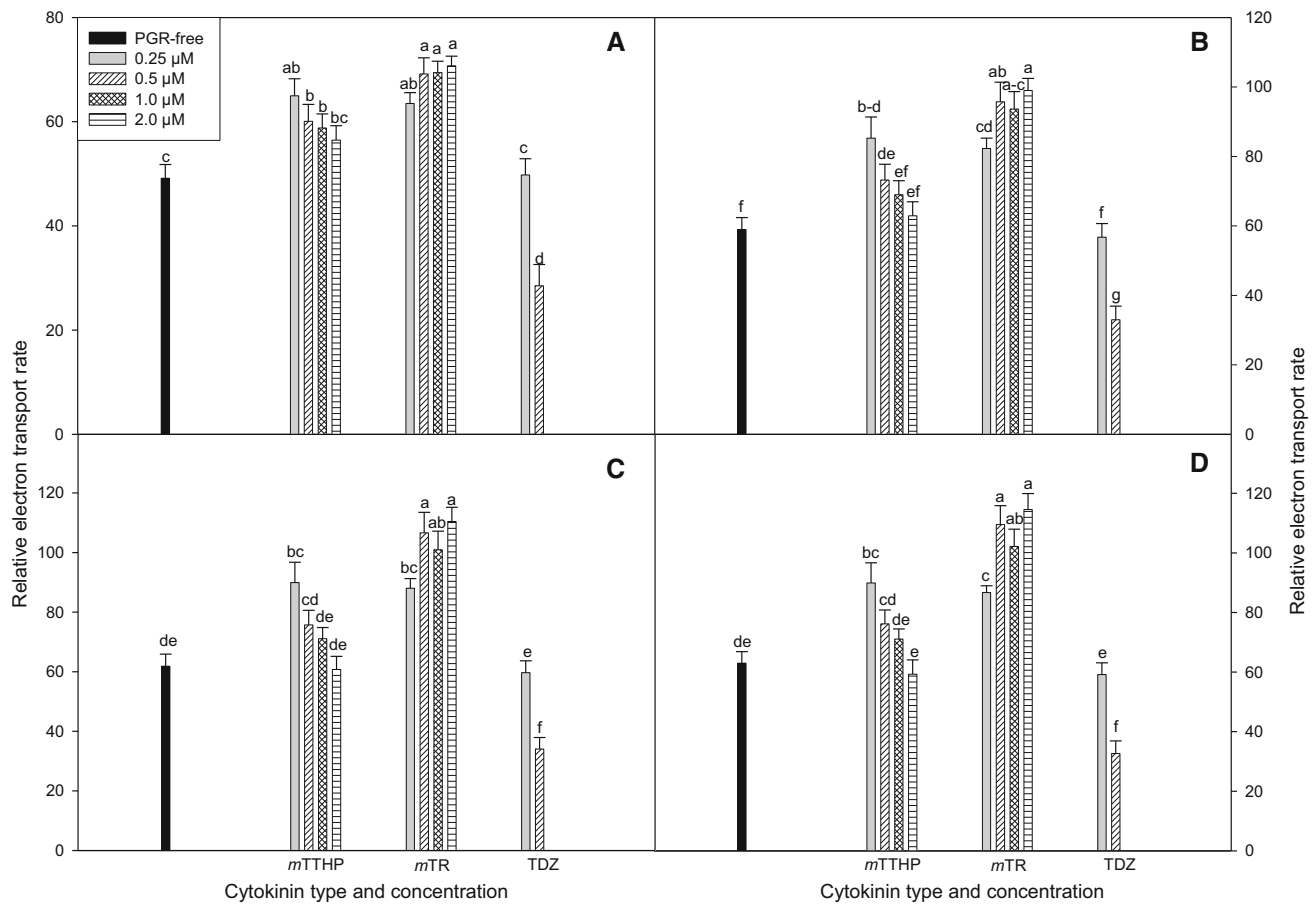 80
60
40
20
0
PGR-free
0.25 µM
0.5 µM
1.0 µM
2.0 µM
A
c
ab
b
b
bc
ab
a
a
a
c
d
B
120
100
80
60
40
20
0
f
b-d
de
ef
ef
cd
ab
a-c
a
f
g
Relative electron transport rate
Relative electron transport rate
C
120
100
80
60
40
20
0
de
bc
cd
de
de
bc
a
ab
a
e
f
D
120
100
80
60
40
20
0
de
bc
cd
de
e
c
a
ab
a
e
f
mTTHP mTR TDZ
mTTHP mTR TDZ
Cytokinin type and concentration
Cytokinin type and concentration